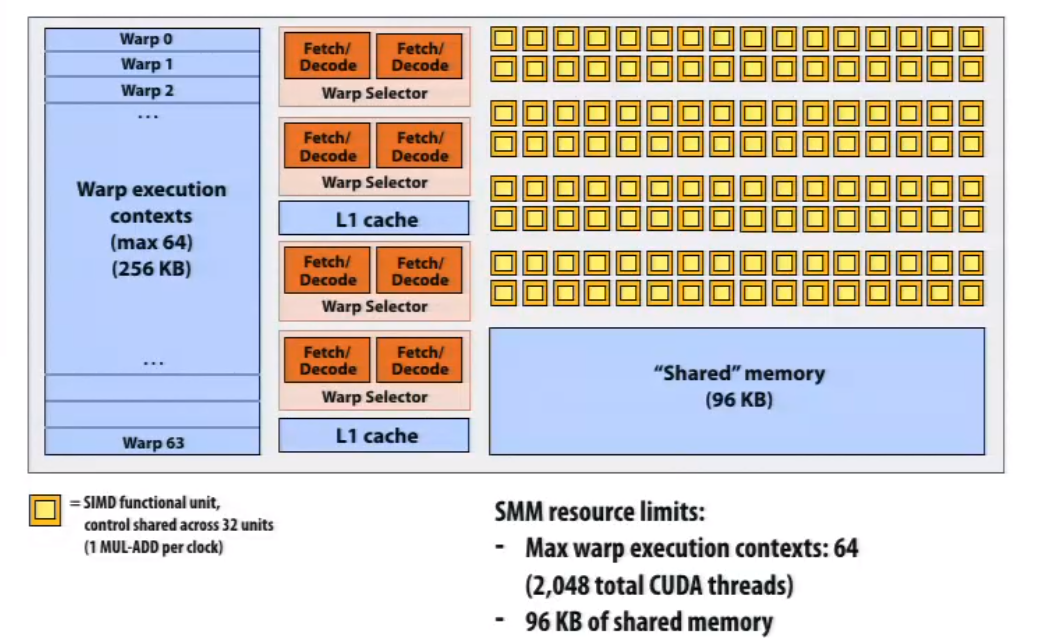 Warp 0
Warp 1
Warp 2
...
Warp execution
contexts
(max 64)
(256 KB)
...
Warp 63
Fetch/
Decode
Fetch/
Decode
Warp Selector
Fetch/
Decode
Fetch/
Decode
Warp Selector
L1 cache
Fetch/
Decode
Fetch/
Decode
Warp Selector
Fetch/
Decode
Fetch/
Decode
Warp Selector
L1 cache
“Shared” memory
(96 KB)
= SIMD functional unit,
control shared across 32 units
(1 MUL-ADD per clock)
SMM resource limits:
- Max warp execution contexts: 64
(2,048 total CUDA threads)
- 96 KB of shared memory